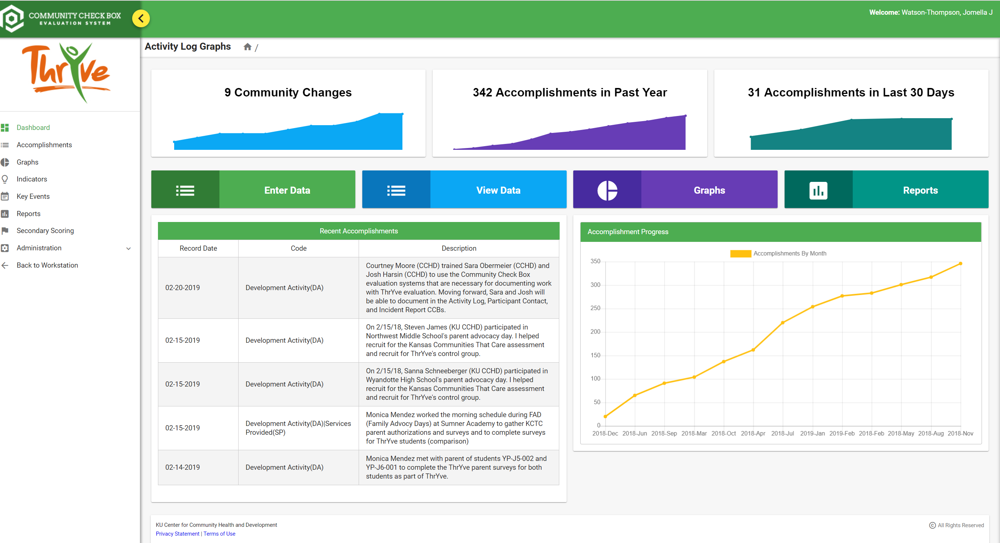 COMMUNITY CHECK BOX
EVALUATION SYSTEM
Welcome: Watson-Thompson, Jomella J
Thryve
Activity Log Graphs /
9 Community Changes
342 Accomplishments in Past Year
31 Accomplishments in Last 30 Days
Dashboard
Accomplishments
Graphs
Indicators
Key Events
Reports
Secondary Scoring
Administration
Back to Workstation
Enter Data
View Data
Graphs
Reports
Recent Accomplishments
Record Date Code Description
02-20-2019
Development Activity(DA)
Courtney Moore (CCHD) trained Sara Obermeier (CCHD) and
Josh Harsin (CCHD) to use the Community Check Box
evaluation systems that are necessary for documenting work
with ThrYve evaluation. Moving forward, Sara and Josh will
be able to document in the Activity Log, Participant Contact,
and Incident Report CCBs.
02-15-2019
Development Activity(DA)
On 2/15/18, Steven James (KU CCHD) participated in
Northwest Middle School's parent advocacy day. I helped
recruit for the Kansas Communities That Care assessment
and recruit for ThrYve's control group.
02-15-2019
Development Activity(DA)
On 2/15/18, Sanna Schneeberger (KU CCHD) participated in
Wyandotte High School's parent advocacy day. I helped
recruit for the Kansas Communities That Care assessment
and recruit for ThrYve's control group.
02-15-2019
Development Activity(DA)|Services
Provided(SP)
Monica Mendez worked the morning schedule during FAD
(Family Advocy Days) at Sumner Academy to gather KCTC
parent authorizations and surveys and to complete surveys
for ThrYve students (comparison)
02-14-2019
Development Activity(DA)
Monica Mendez met with parent of students YP-J5-002 and
YP-J6-001 to complete the ThrYve parent surveys for both
students as part of ThrYve.
Accomplishment Progress
Accomplishments By Month
350
300
250
200
150
100
50
0
2018-Dec 2018-Jun 2018-Sep 2018-Mar 2018-Oct 2018-Apr 2018-Jul 2019-Jan 2019-Feb 2018-Feb 2018-May 2018-Aug 2018-Nov
KU Center for Community Health and Development
Privacy Statement | Terms of Use
© All Rights Reserved